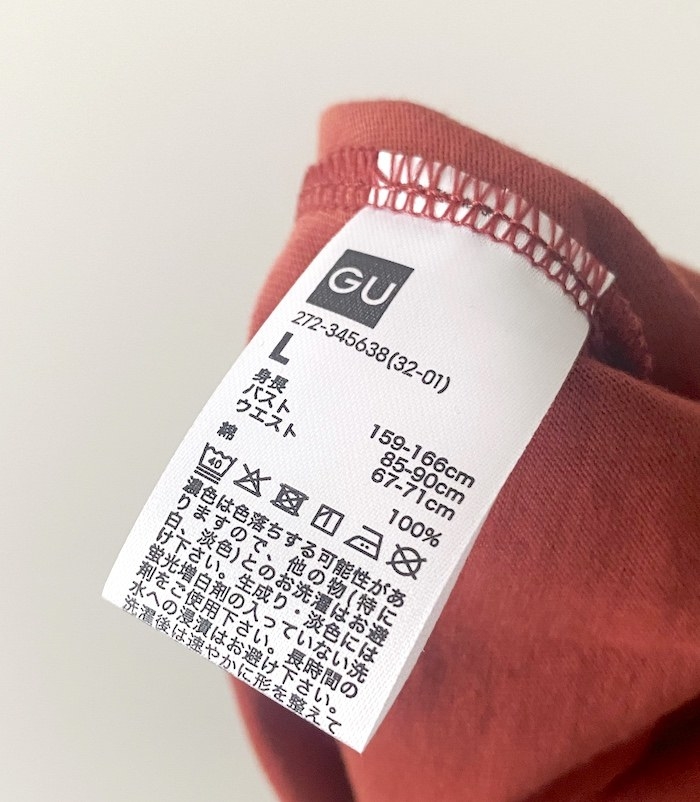 GU
272-345638(32-01)
L
身長 159-166cm
バスト 85-90cm
ウエスト 67-71cm
綿 100%
40
濃色は色落ちする可能性があ
りますので、他の物(特に
白、淡色)とのお洗濯はお避
け下さい。生成り・淡色には
蛍光増白剤の入っていない洗
剤をご使用下さい。長時間の
水への浸漬はお避け下さい。
洗濯後は速やかに形を整えて